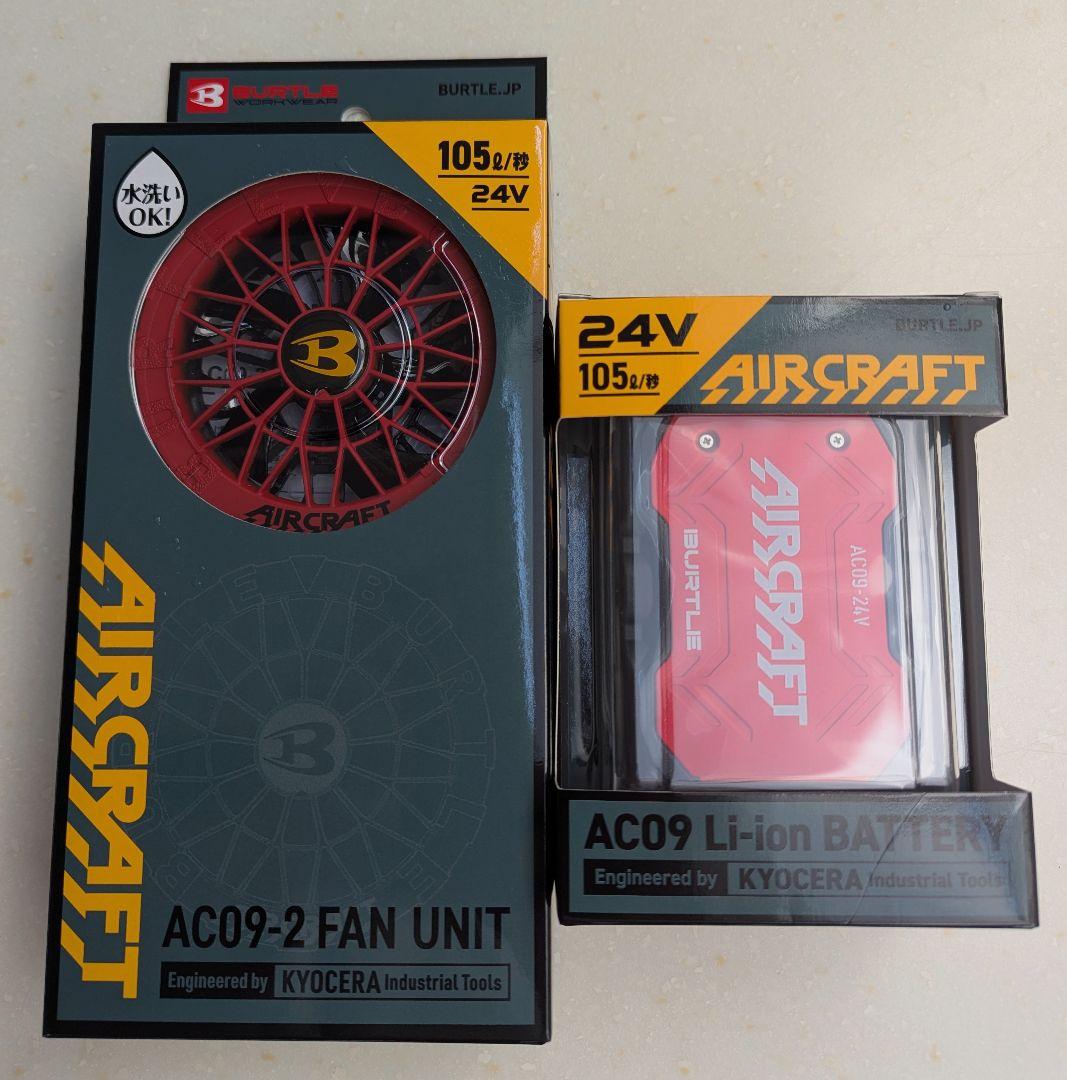 BURTLE
WORKWEAR
BURTLE.JP
105ℓ/秒
24V
水洗い
OK!
B
AIRCRAFT
AIRCRAFT
BURTLE
B
AC09-2 FAN UNIT
Engineered by KYOCERA Industrial Tools
24V
105ℓ/秒
BURTLE.JP
AIRCRAFT
AIRCRAFT
BURTLE
AC09-24V
AC09 Li-ion BATTERY
Engineered by KYOCERA Industrial Tools